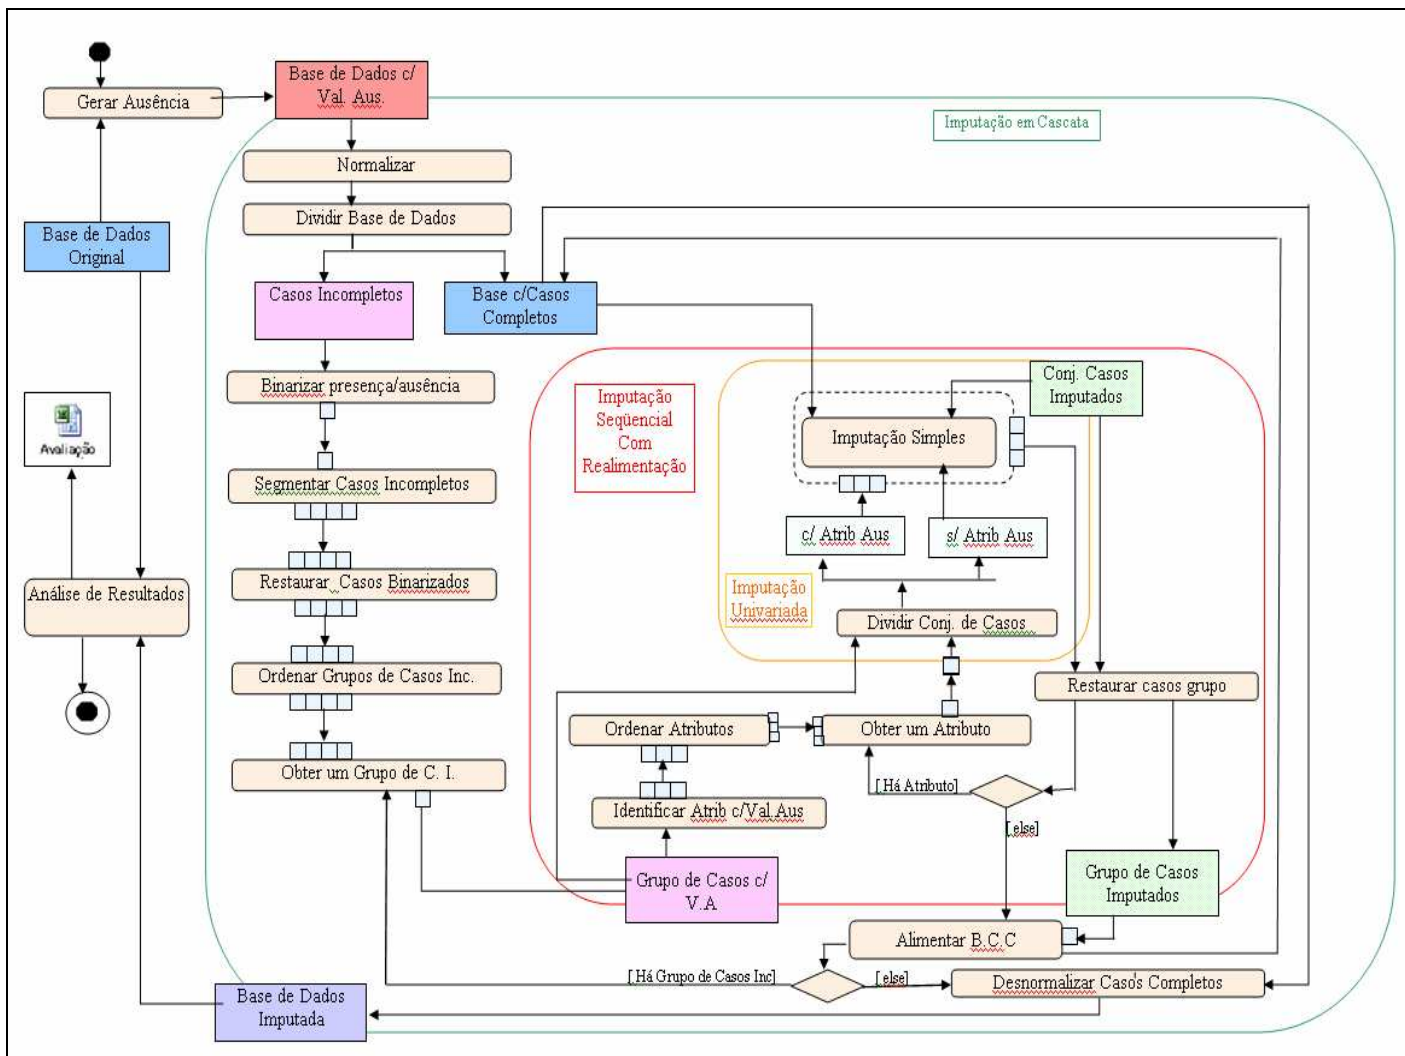 Gerar Ausência
Base de Dados c/
Val. Aus.
Imputação em Cascata
Normalizar
Dividir Base de Dados
Base de Dados
Original
Casos Incompletos
Base c/Casos
Completos
Binarizar presença/ausência
Imputação
Seqüencial
Com
Realimentação
Conj. Casos
Imputados
Imputação Simples
Avaliação
Segmentar Casos Incompletos
c/ Atrib Aus
s/ Atrib Aus
Restaurar Casos Binarizados
Análise de Resultados
Imputação
Univariada
Dividir Conj. de Casos
Ordenar Grupos de Casos Inc.
Restaurar casos grupo
Ordenar Atributos
Obter um Atributo
Obter um Grupo de C. I.
[ Há Atributo]
Identificar Atrib c/Val.Aus
[ else]
Grupo de Casos c/
V.A
Grupo de Casos
Imputados
Alimentar B.C.C
[ Há Grupo de Casos Inc]
[else]
Desnormalizar Casos Completos
Base de Dados
Imputada